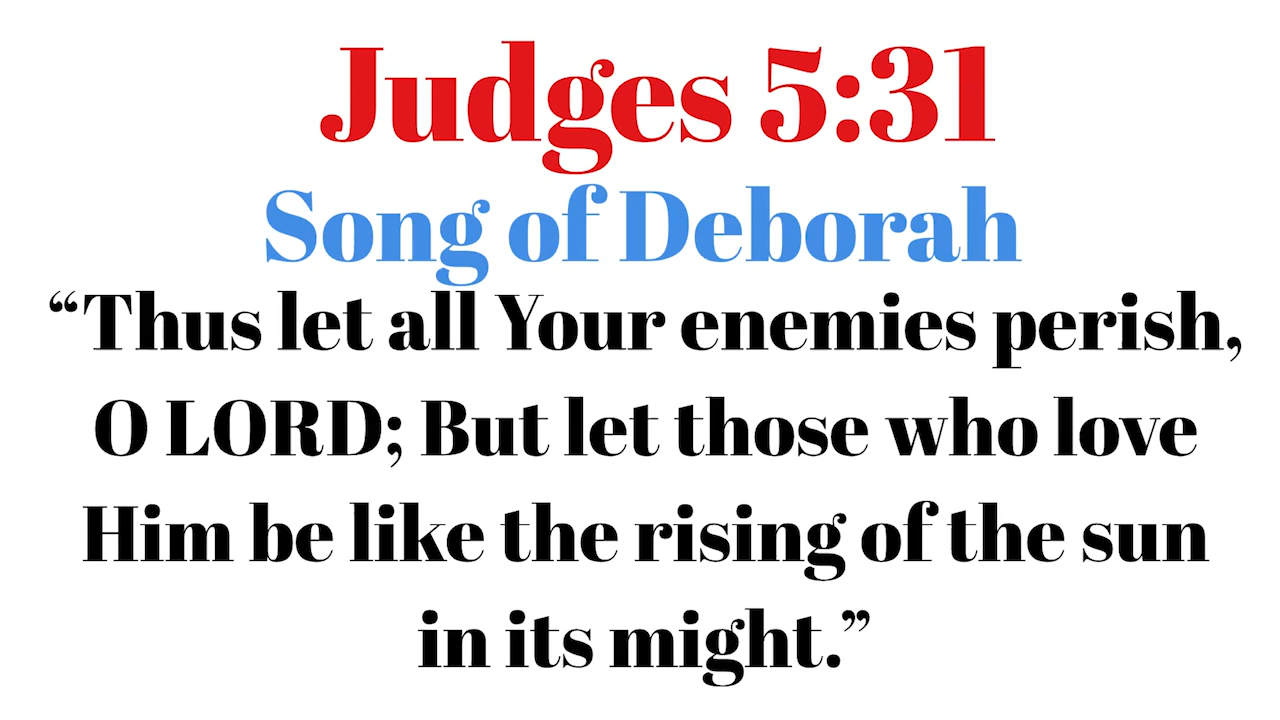 Judges 5:31
Song of Deborah
“Thus let all Your enemies perish,
O LORD; But let those who love
Him be like the rising of the sun
in its might.”